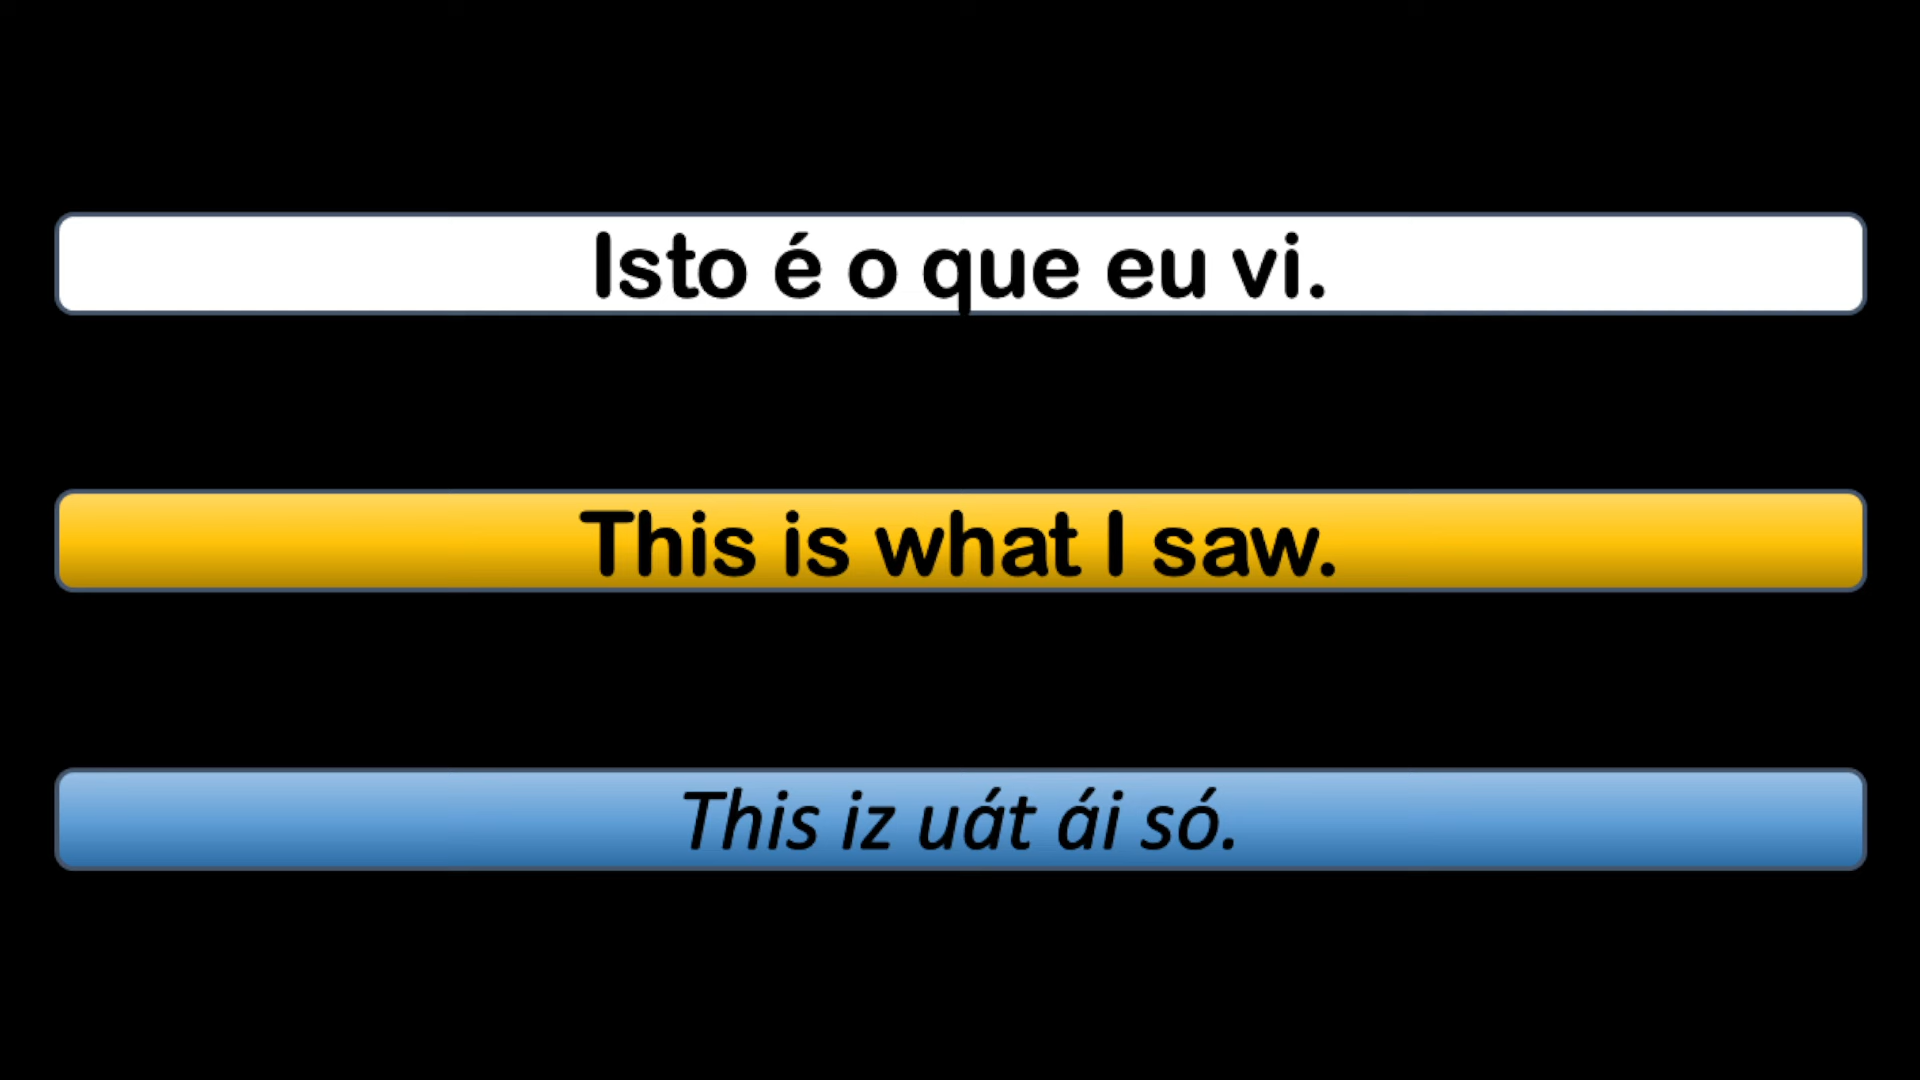 Isto é o que eu vi.
This is what I saw.
This iz uát ái só.